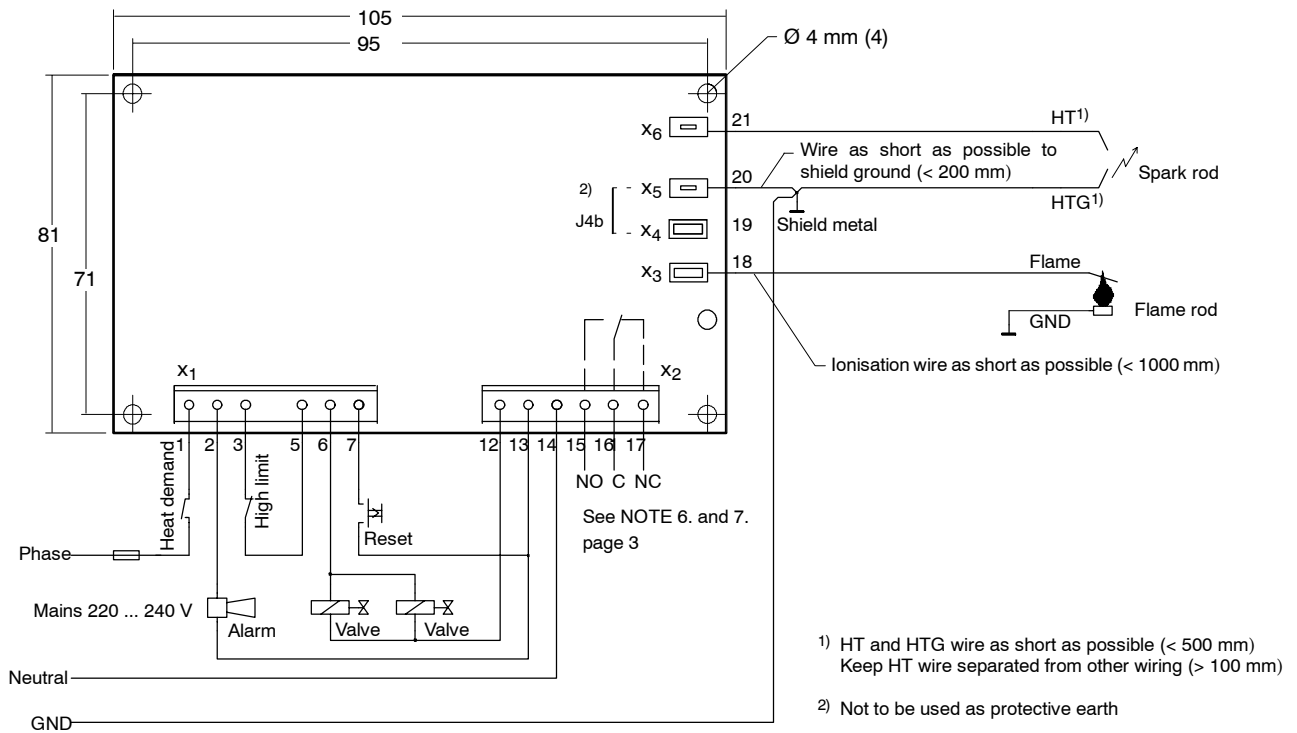 105
95
Ø 4 mm (4)
x6
21
HT1)
Wire as short as possible to
shield ground (< 200 mm)
Spark rod
2)
x5
20
HTG1)
J4b
x4
19
Shield metal
81
71
x3
18
Flame
GND
Flame rod
Ionisation wire as short as possible (< 1000 mm)
x1
x2
1 2 3 5 6 7
12 13 14 15 16 17
Heat demand
High limit
NO C NC
Reset
See NOTE 6. and 7.
page 3
Phase
Mains 220 ... 240 V
Alarm
Valve
Valve
1) HT and HTG wire as short as possible (< 500 mm)
Keep HT wire separated from other wiring (> 100 mm)
Neutral
2) Not to be used as protective earth
GND